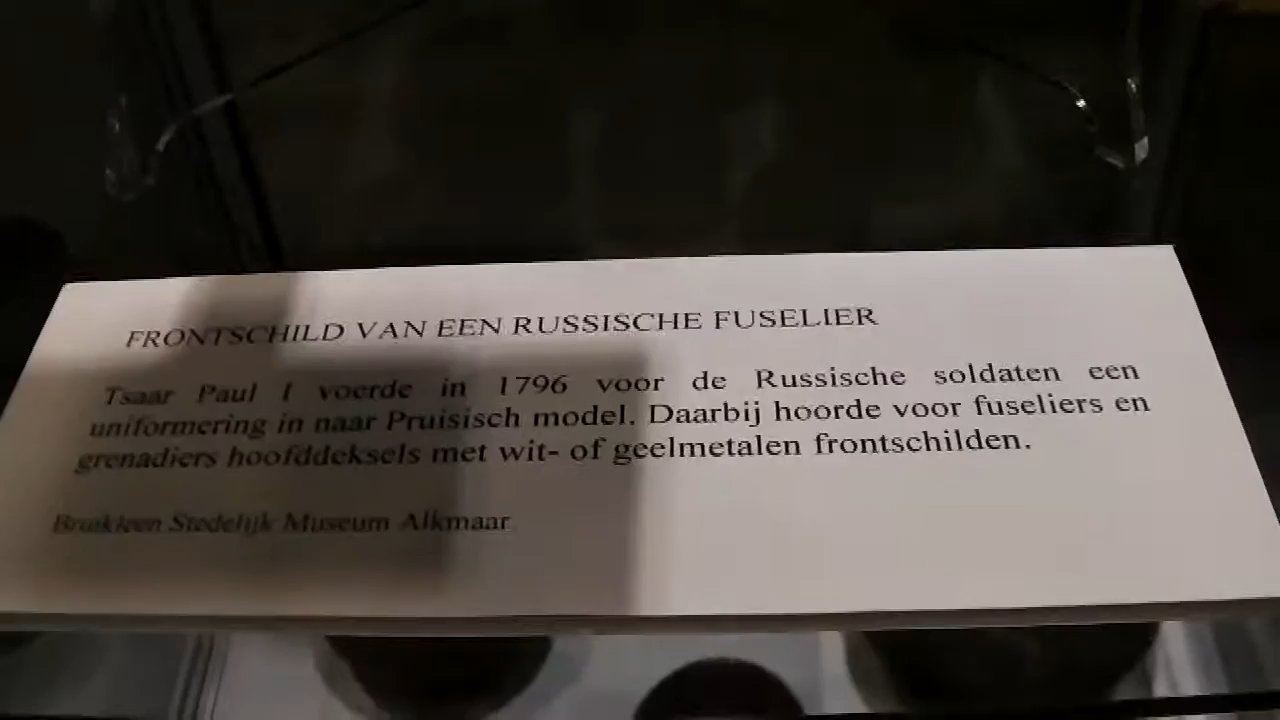 FRONTSCHILD VAN EEN RUSSISCHE FUSELIER
Tsaar Paul I voerde in 1796 voor de Russische soldaten een
uniformering in naar Pruisisch model. Daarbij hoorde voor fuseliers en
grenadiers hoofddeksels met wit- of geelmetalen frontschilden.
Bruikleen Stedelijk Museum Alkmaar